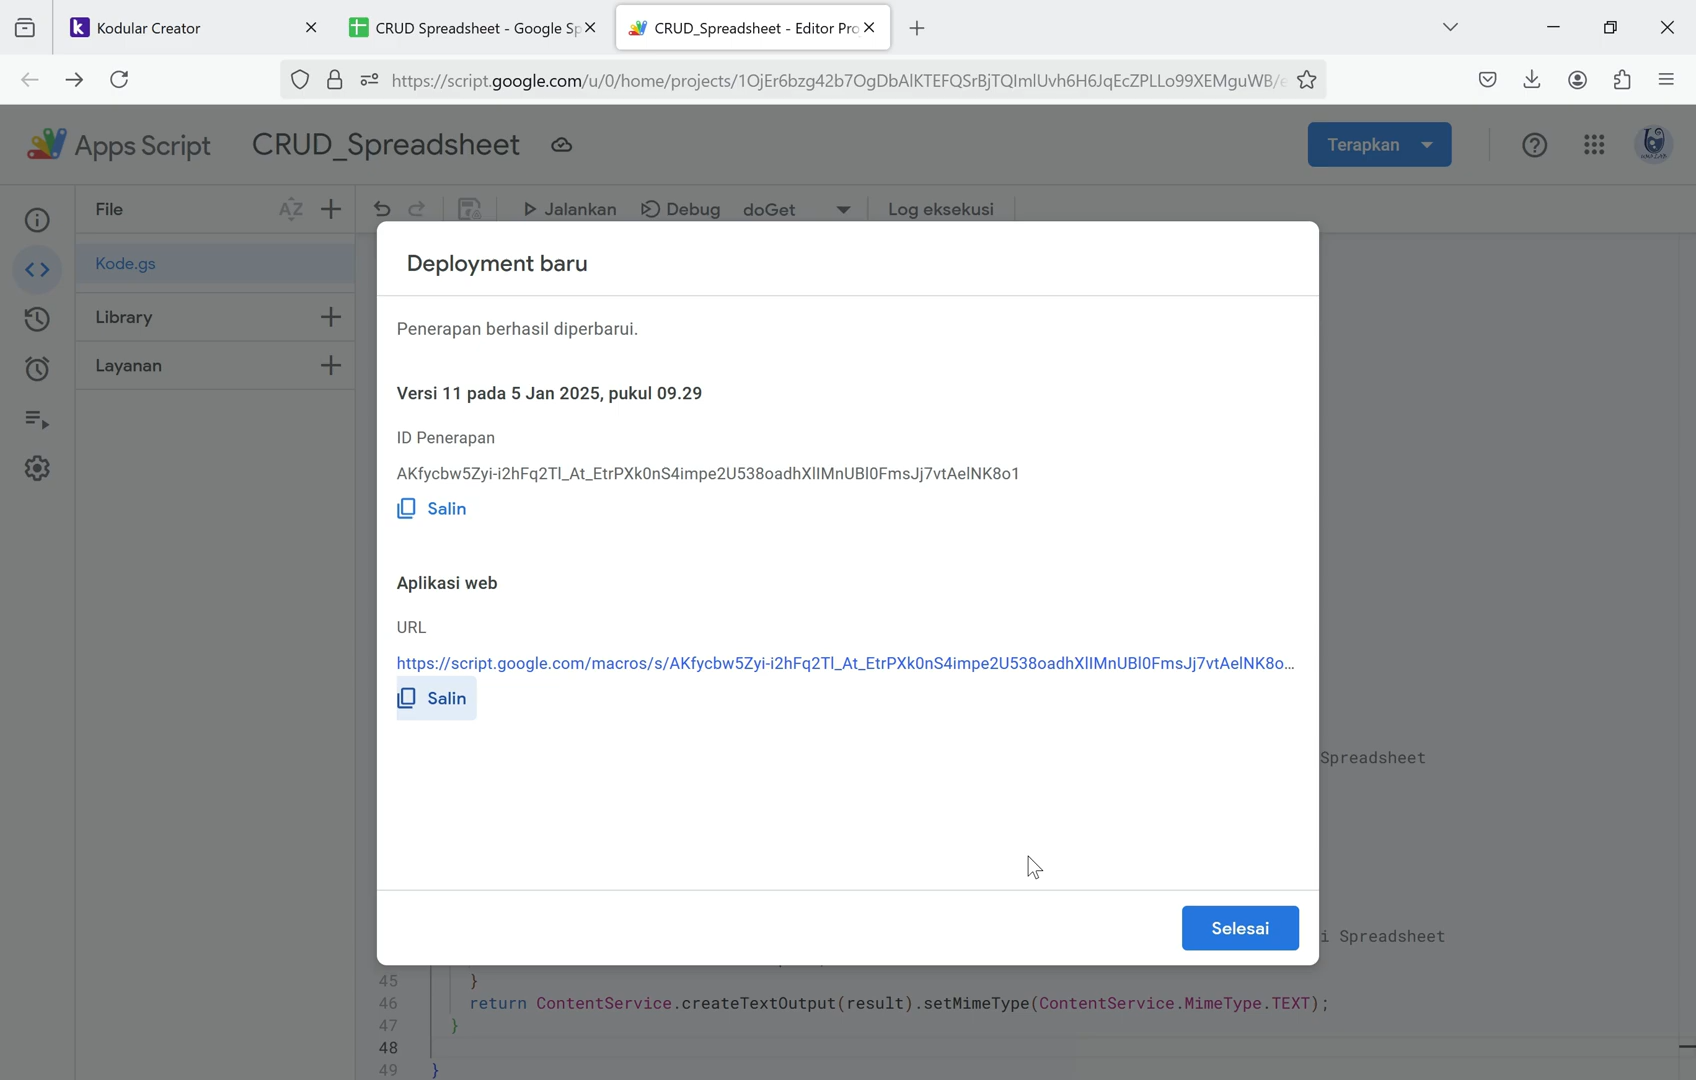 Kodular Creator
CRUD Spreadsheet - Google Sp
CRUD_Spreadsheet - Editor Pro
https://script.google.com/u/0/home/projects/1OjEr6bzg42b7OgDbAIKTEFQSrBjTQImIUvh6H6JqEcZPLLo99XEMguWB/e
Apps Script
CRUD_Spreadsheet
Terapkan
File
AZ
Jalankan
Debug
doGet
Log eksekusi
Kode.gs
Library
Layanan
Deployment baru
Penerapan berhasil diperbarui.
Versi 11 pada 5 Jan 2025, pukul 09.29
ID Penerapan
AKfycbw5Zyi-i2hFq2Tl_At_EtrPXk0nS4impe2U538oadhXlIMnUBl0FmsJj7vtAelNK8o1
Salin
Aplikasi web
URL
https://script.google.com/macros/s/AKfycbw5Zyi-i2hFq2Tl_At_EtrPXk0nS4impe2U538oadhXlIMnUBl0FmsJj7vtAelNK8o...
Salin
Spreadsheet
Selesai
i Spreadsheet
45 }
46 return ContentService.createTextOutput(result).setMimeType(ContentService.MimeType.TEXT);
47 }
48
49 }